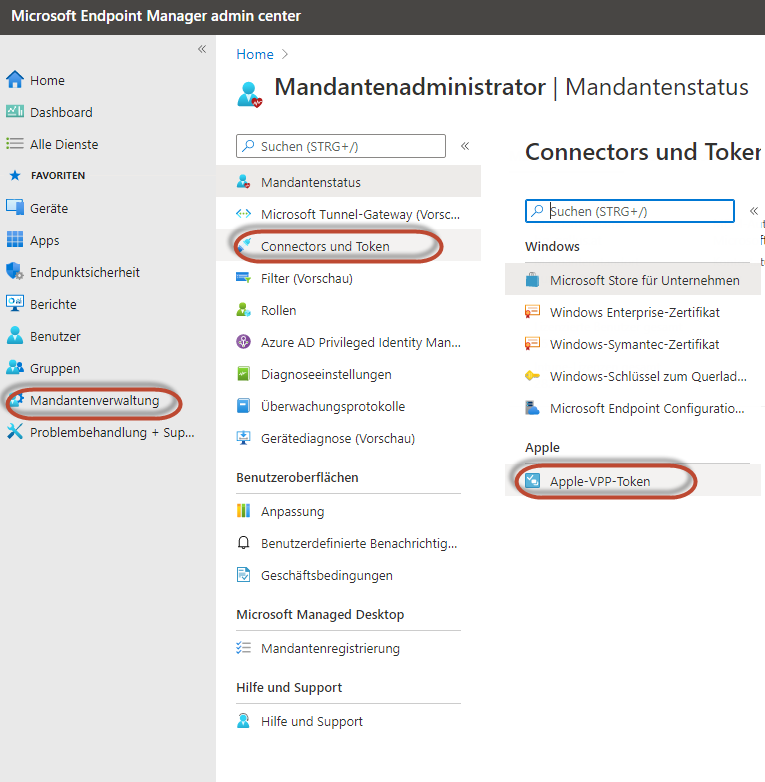 Microsoft Endpoint Manager admin center
«
Home
Dashboard
Alle Dienste
FAVORITEN
Geräte
Apps
Endpunktsicherheit
Berichte
Benutzer
Gruppen
Mandantenverwaltung
Problembehandlung + Sup...
Home >
Mandantenadministrator | Mandantenstatus
Suchen (STRG+/)
«
Mandantenstatus
Microsoft Tunnel-Gateway (Vorsc...
Connectors und Token
Filter (Vorschau)
Rollen
Azure AD Privileged Identity Man...
Diagnoseeinstellungen
Überwachungsprotokolle
Gerätediagnose (Vorschau)
Benutzeroberflächen
Anpassung
Benutzerdefinierte Benachrichtig...
Geschäftsbedingungen
Microsoft Managed Desktop
Mandantenregistrierung
Hilfe und Support
Hilfe und Support
Connectors und Token
Suchen (STRG+/)
«
Windows
Microsoft Store für Unternehmen
Windows Enterprise-Zertifikat
Windows-Symantec-Zertifikat
Windows-Schlüssel zum Querlad...
Microsoft Endpoint Configuratio...
Apple
Apple-VPP-Token